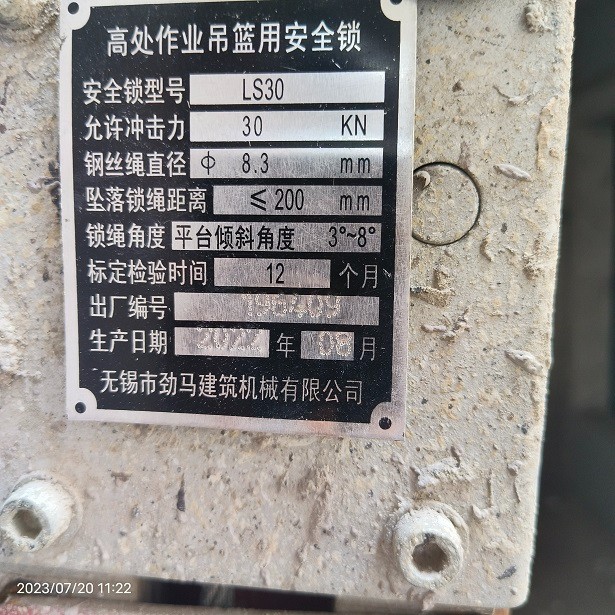 高处作业吊篮用安全锁
安全锁型号 LS30
允许冲击力 30 KN
钢丝绳直径 Φ 8.3 mm
坠落锁绳距离 ≤200 mm
锁绳角度 平台倾斜角度 3°~8°
标定检验时间 12 个月
出厂编号 196409
生产日期 2022 年 08 月
无锡市劲马建筑机械有限公司
2023/07/20 11:22